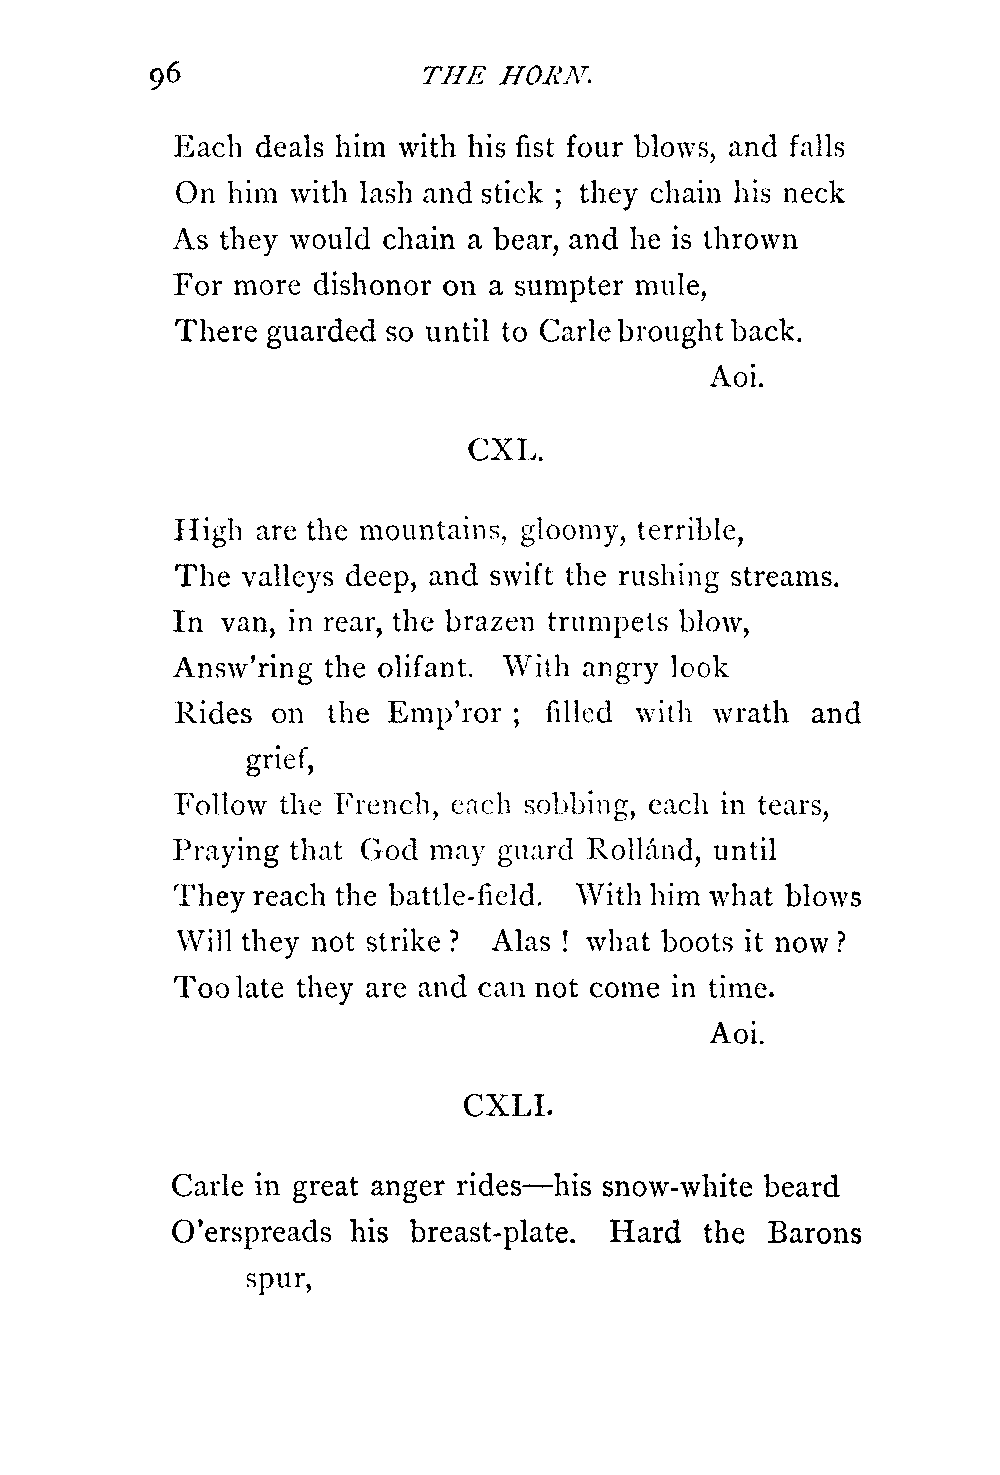 96 THE HORN.
Each deals him with his fist four blows, and falls
On him with lash and stick ; they chain his neck
As they would chain a bear, and he is thrown
For more dishonor on a sumpter mule,
There guarded so until to Carle brought back.
Aoi.
CXL.
High are the mountains, gloomy, terrible,
The valleys deep, and swift the rushing streams.
In van, in rear, the brazen trumpets blow,
Answ'ring the olifant. With angry look
Rides on the Emp'ror ; filled with wrath and
grief,
Follow the French, each sobbing, each in tears,
Praying that God may guard Rollánd, until
They reach the battle-field. With him what blows
Will they not strike ? Alas ! what boots it now ?
Too late they are and can not come in time.
Aoi.
CXLI.
Carle in great anger rides—his snow-white beard
O'erspreads his breast-plate. Hard the Barons
spur,